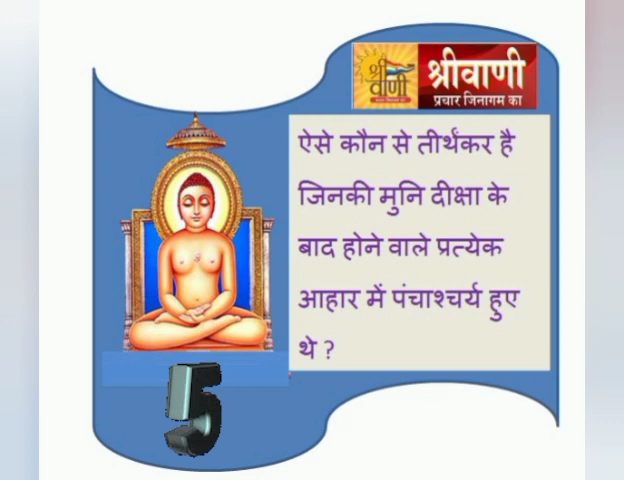 श्री
वाणी
श्रीवाणी
प्रचार जिनागम का
ऐसे कौन से तीर्थंकर है
जिनकी मुनि दीक्षा के
बाद होने वाले प्रत्येक
आहार में पंचाश्चर्य हुए
थे ?
5